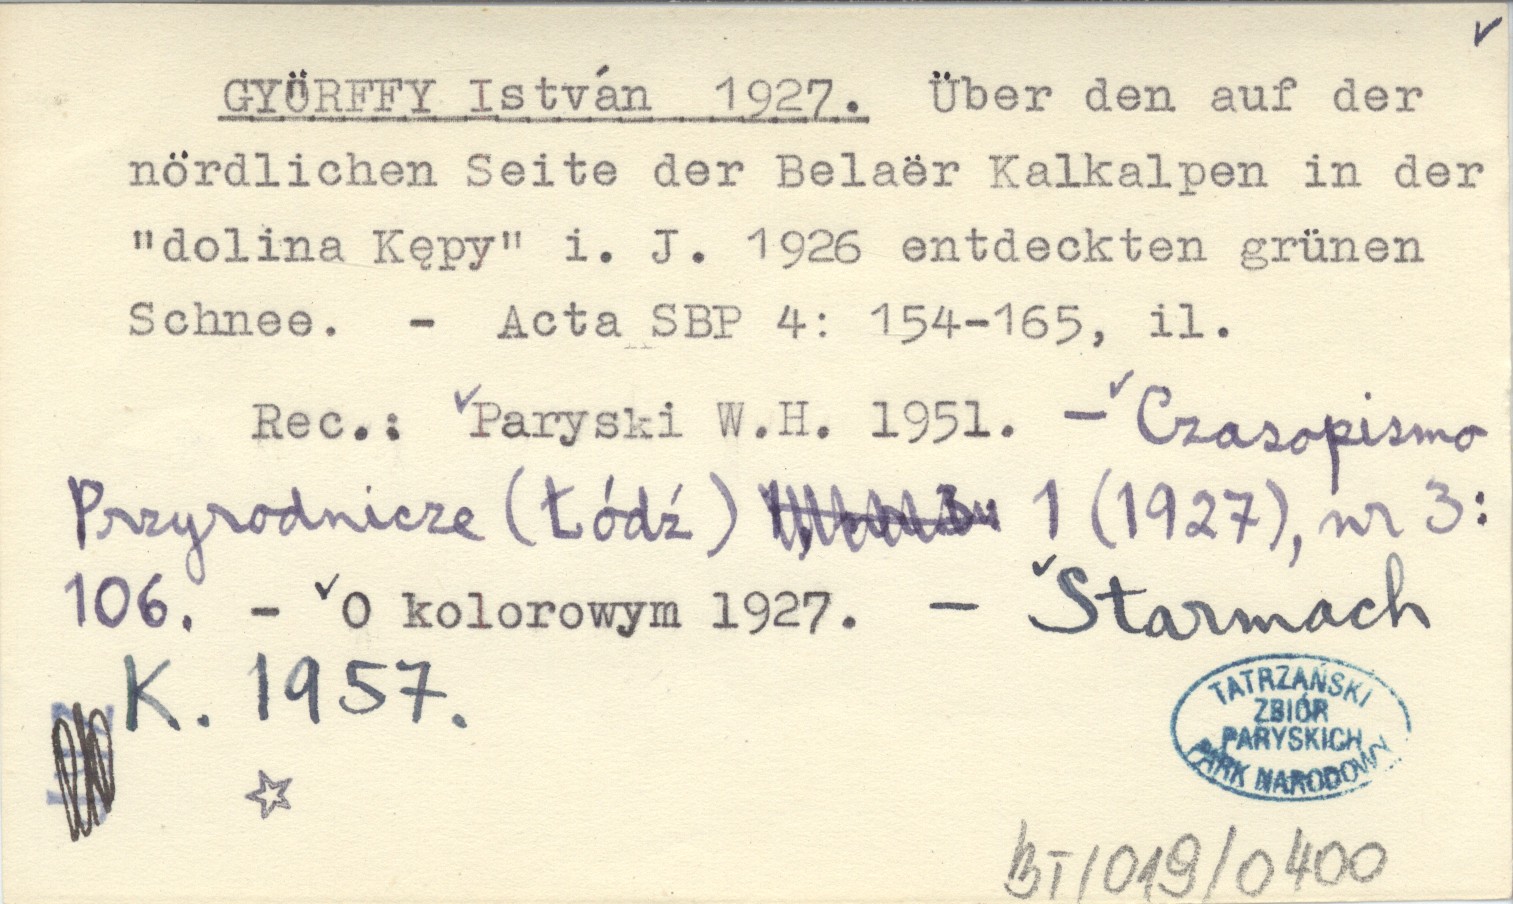 GYÖRFFY István 1927. Über den auf der
nördlichen Seite der Belaër Kalkalpen in der
"dolina Kępy" i. J. 1926 entdeckten grünen
Schnee. - Acta SBP 4: 154-165, il.
Rec.: Paryski W.H. 1951. - Czasopismo
Przyrodnicze (Łódź) 1 (1927), nr 3:
106. - O kolorowym 1927. - Starmach
K. 1957.
TATRZAŃSKI
ZBIÓR
PARYSKICH
PARK NARODOWY
BT/019/0400